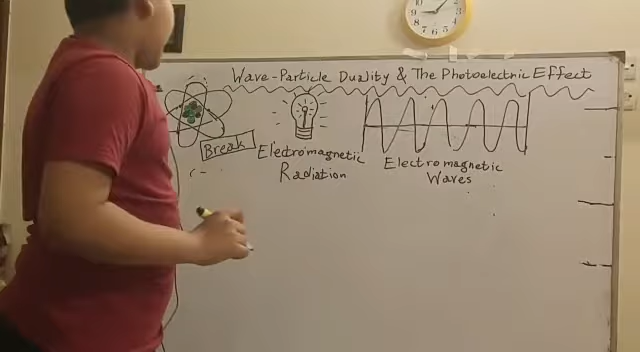 Wave-Particle Duality & The Photoelectric Effect
Break
Electromagnetic
Radiation
Electromagnetic
Waves